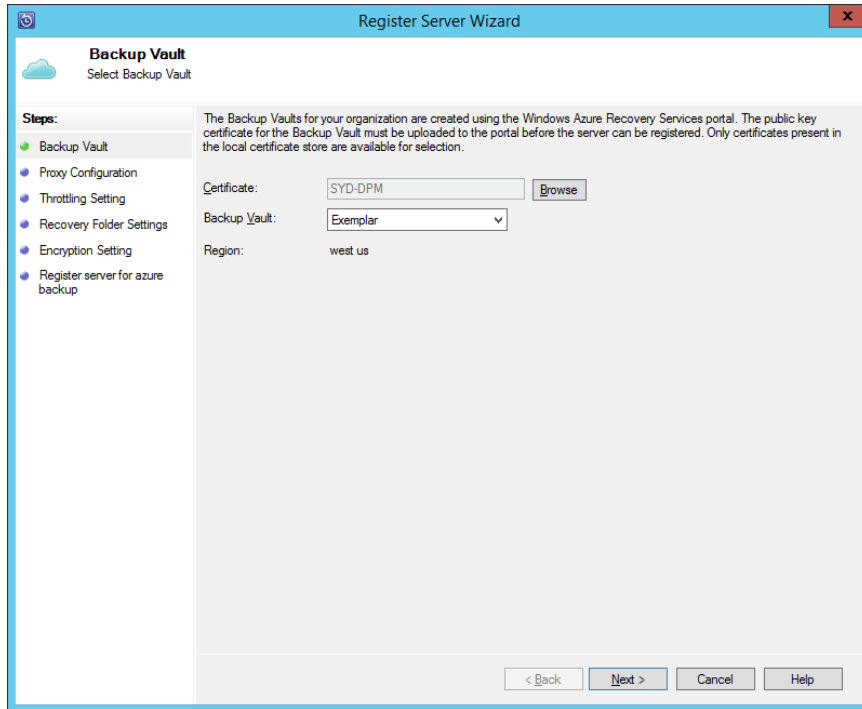 Register Server Wizard
x
Backup Vault
Select Backup Vault
Steps:
Backup Vault
Proxy Configuration
Throttling Setting
Recovery Folder Settings
Encryption Setting
Register server for azure
backup
The Backup Vaults for your organization are created using the Windows Azure Recovery Services portal. The public key
certificate for the Backup Vault must be uploaded to the portal before the server can be registered. Only certificates present in
the local certificate store are available for selection.
Certificate:
SYD-DPM
Browse
Backup Vault:
Exemplar
Region:
west us
< Back
Next >
Cancel
Help